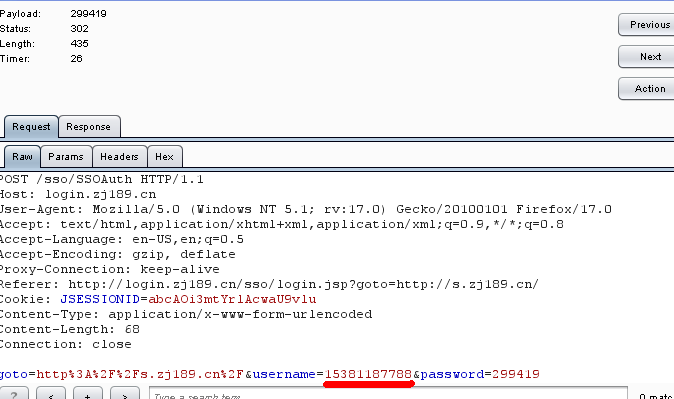 Payload: 299419
Status: 302
Length: 435
Timer: 26
Previous
Next
Action
Request Response
Raw Params Headers Hex
POST /sso/SSOAuth HTTP/1.1
Host: login.zj189.cn
User-Agent: Mozilla/5.0 (Windows NT 5.1; rv:17.0) Gecko/20100101 Firefox/17.0
Accept: text/html,application/xhtml+xml,application/xml;q=0.9,*/*;q=0.8
Accept-Language: en-US,en;q=0.5
Accept-Encoding: gzip, deflate
Proxy-Connection: keep-alive
Referer: http://login.zj189.cn/sso/login.jsp?goto=http://s.zj189.cn/
Cookie: JSESSIONID=abcAOi3mtYrlAcwaU9vlu
Content-Type: application/x-www-form-urlencoded
Content-Length: 68
Connection: close
goto=http%3A%2F%2Fs.zj189.cn%2F&username=15381187788&password=299419
? < + > Type a search term 0 matc